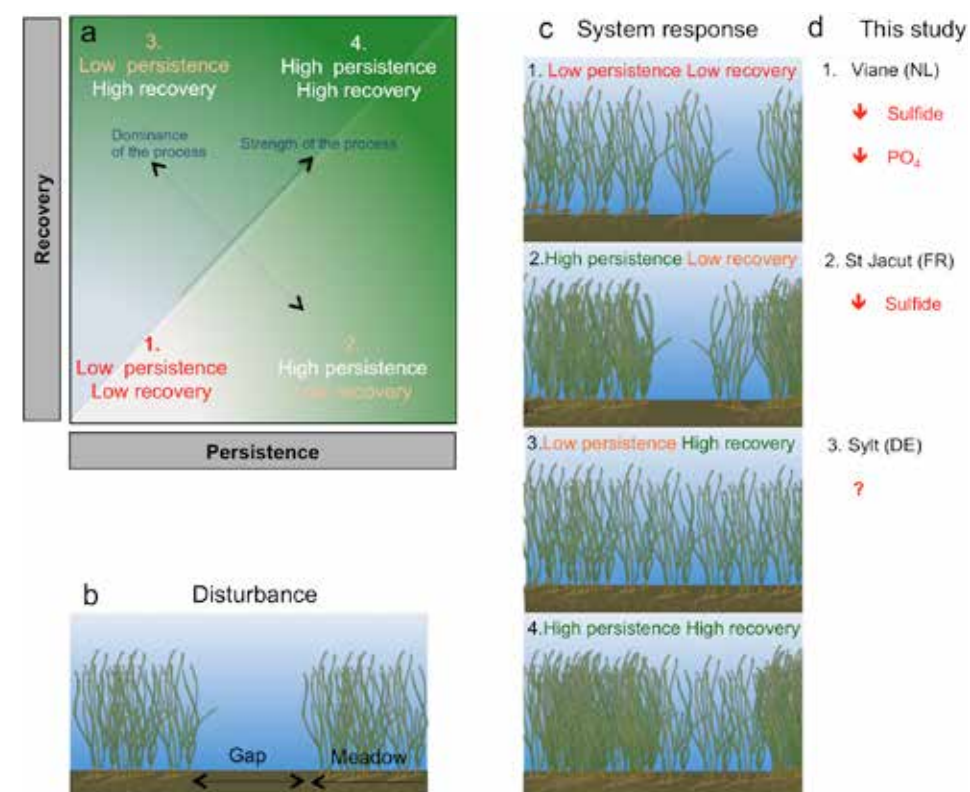 a
3.
Low persistence
High recovery
4.
High persistence
High recovery
Dominance
of the process
Strength of the process
1.
Low persistence
Low recovery
2.
High persistence
Low recovery
Recovery
Persistence
b Disturbance
Gap
Meadow
c System response
1. Low persistence Low recovery
2.High persistence Low recovery
3.Low persistence High recovery
4.High persistence High recovery
d This study
1. Viane (NL)
Sulfide
PO₄
2. St Jacut (FR)
Sulfide
3. Sylt (DE)
?